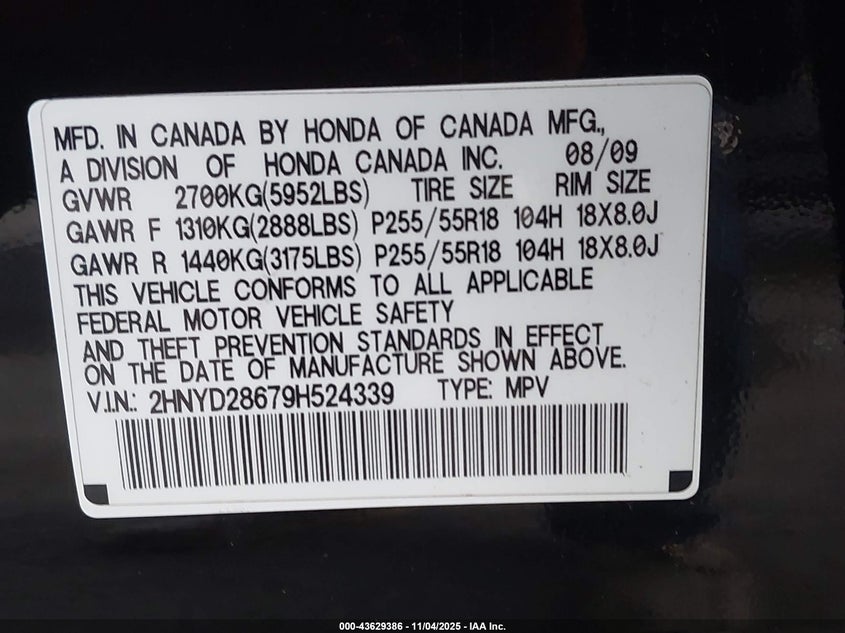 MFD. IN CANADA BY HONDA OF CANADA MFG.,
A DIVISION OF HONDA CANADA INC. 08/09
GVWR 2700KG(5952LBS) TIRE SIZE RIM SIZE
GAWR F 1310KG(2888LBS) P255/55R18 104H 18X8.0J
GAWR R 1440KG(3175LBS) P255/55R18 104H 18X8.0J
THIS VEHICLE CONFORMS TO ALL APPLICABLE
FEDERAL MOTOR VEHICLE SAFETY
AND THEFT PREVENTION STANDARDS IN EFFECT
ON THE DATE OF MANUFACTURE SHOWN ABOVE.
V.I.N.: 2HNYD28679H524339 TYPE: MPV
000-43629386 - 11/04/2025 - IAA Inc.